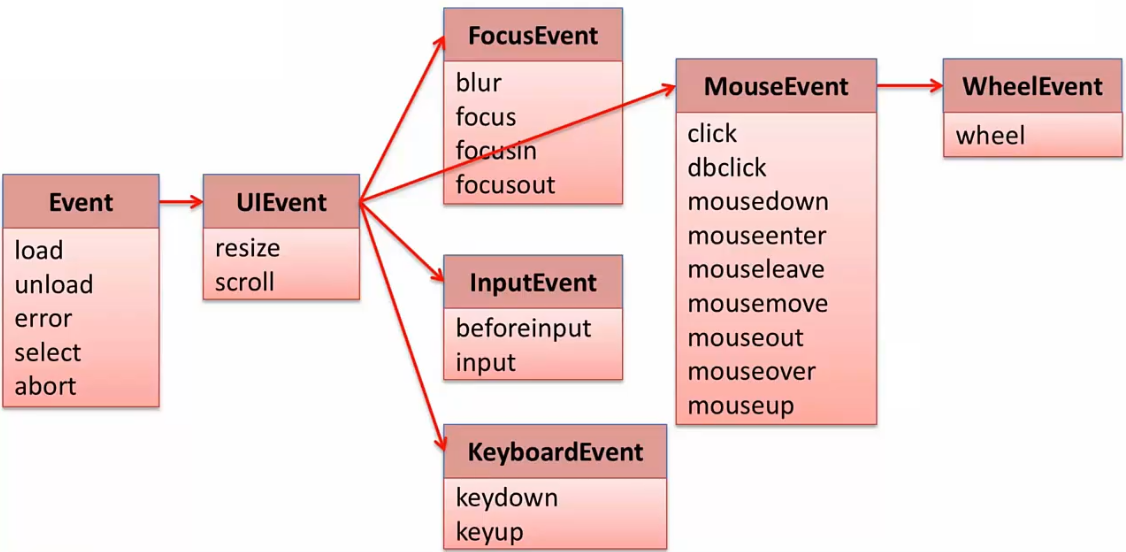 Event
load
unload
error
select
abort
UIEvent
resize
scroll
FocusEvent
blur
focus
focusin
focusout
InputEvent
beforeinput
input
KeyboardEvent
keydown
keyup
MouseEvent
click
dbclick
mousedown
mouseenter
mouseleave
mousemove
mouseout
mouseover
mouseup
WheelEvent
wheel